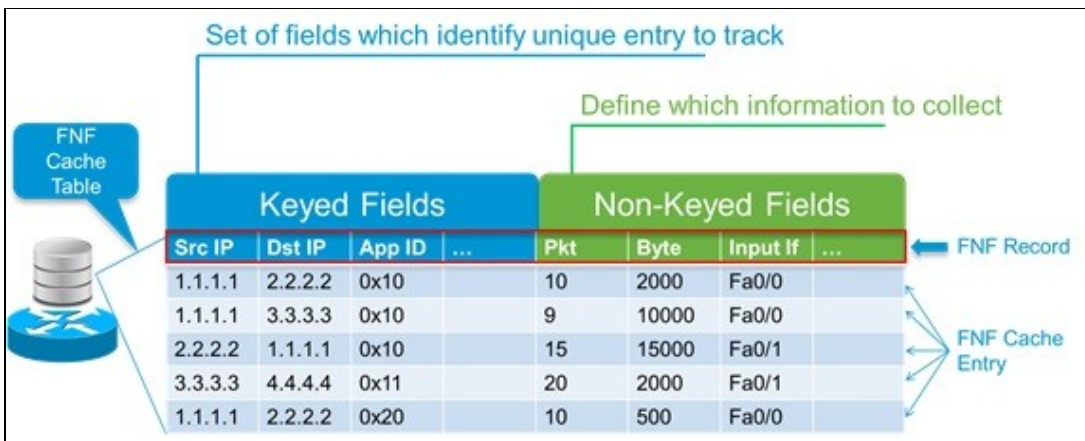 Set of fields which identify unique entry to track
Define which information to collect
FNF
Cache
Table
Keyed Fields
Non-Keyed Fields
Src IP Dst IP App ID ... Pkt Byte Input If ...
FNF Record
1.1.1.1 2.2.2.2 0x10 10 2000 Fa0/0
1.1.1.1 3.3.3.3 0x10 9 10000 Fa0/0
2.2.2.2 1.1.1.1 0x10 15 15000 Fa0/1
3.3.3.3 4.4.4.4 0x11 20 2000 Fa0/1
1.1.1.1 2.2.2.2 0x20 10 500 Fa0/0
FNF Cache
Entry